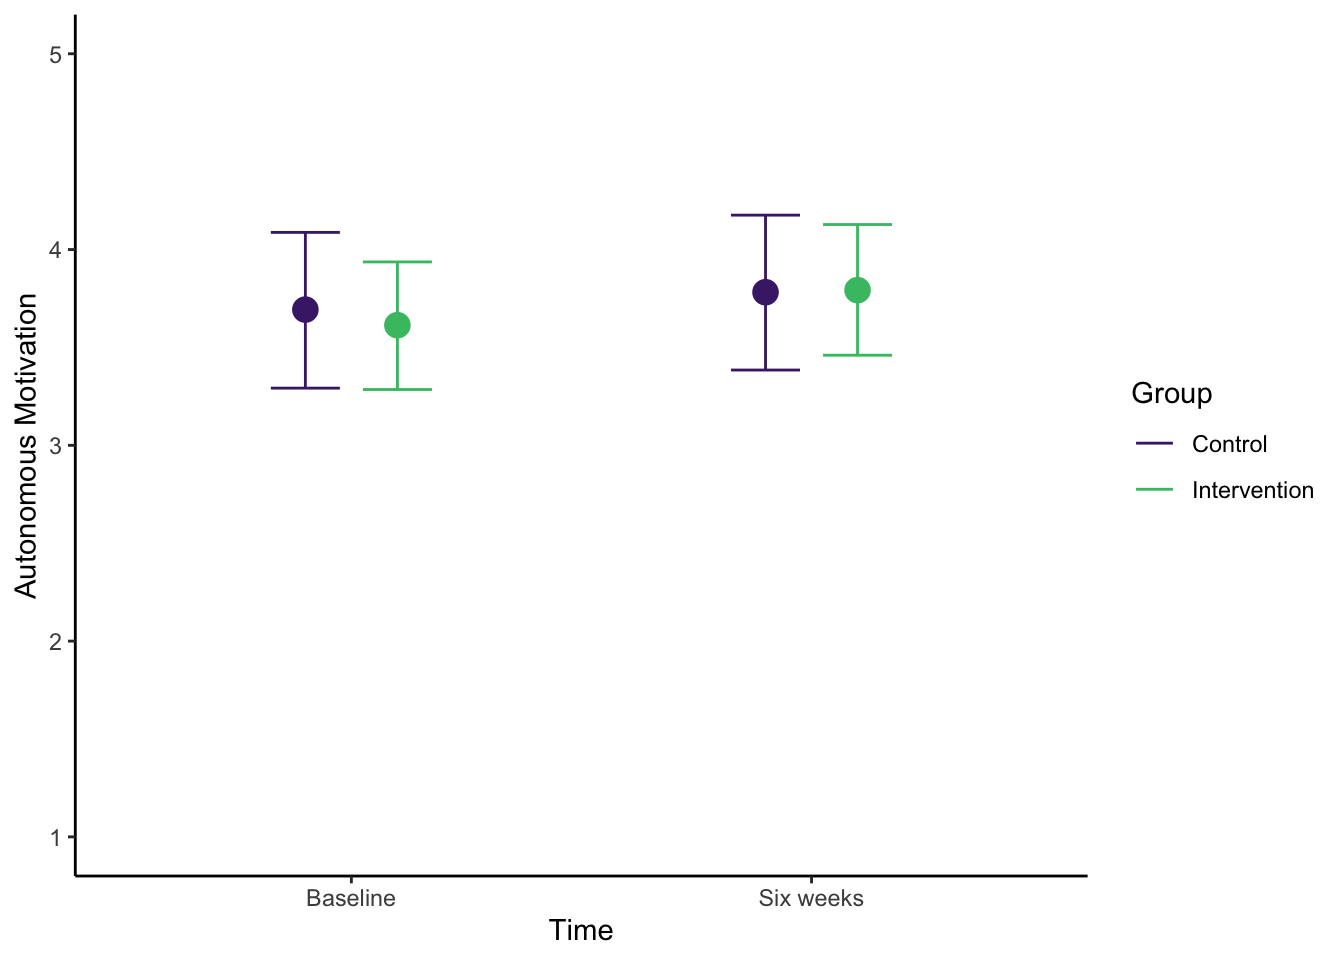 Autonomous Motivation
5
4
3
2
1
Baseline
Six weeks
Time
Group
Control
Intervention